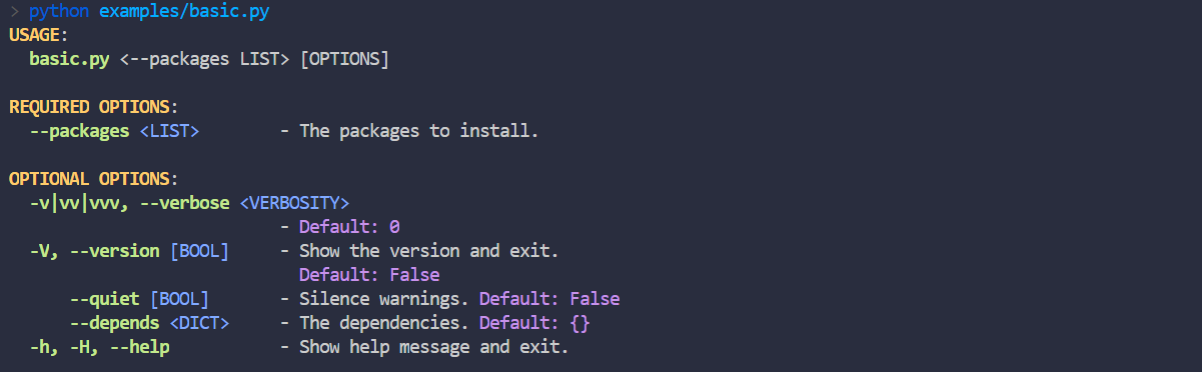 > python examples/basic.py
USAGE:
basic.py <--packages LIST> [OPTIONS]
REQUIRED OPTIONS:
--packages <LIST> - The packages to install.
OPTIONAL OPTIONS:
-v|vv|vvv, --verbose <VERBOSITY>
- Default: 0
-V, --version [BOOL] - Show the version and exit.
Default: False
--quiet [BOOL] - Silence warnings. Default: False
--depends <DICT> - The dependencies. Default: {}
-h, -H, --help - Show help message and exit.